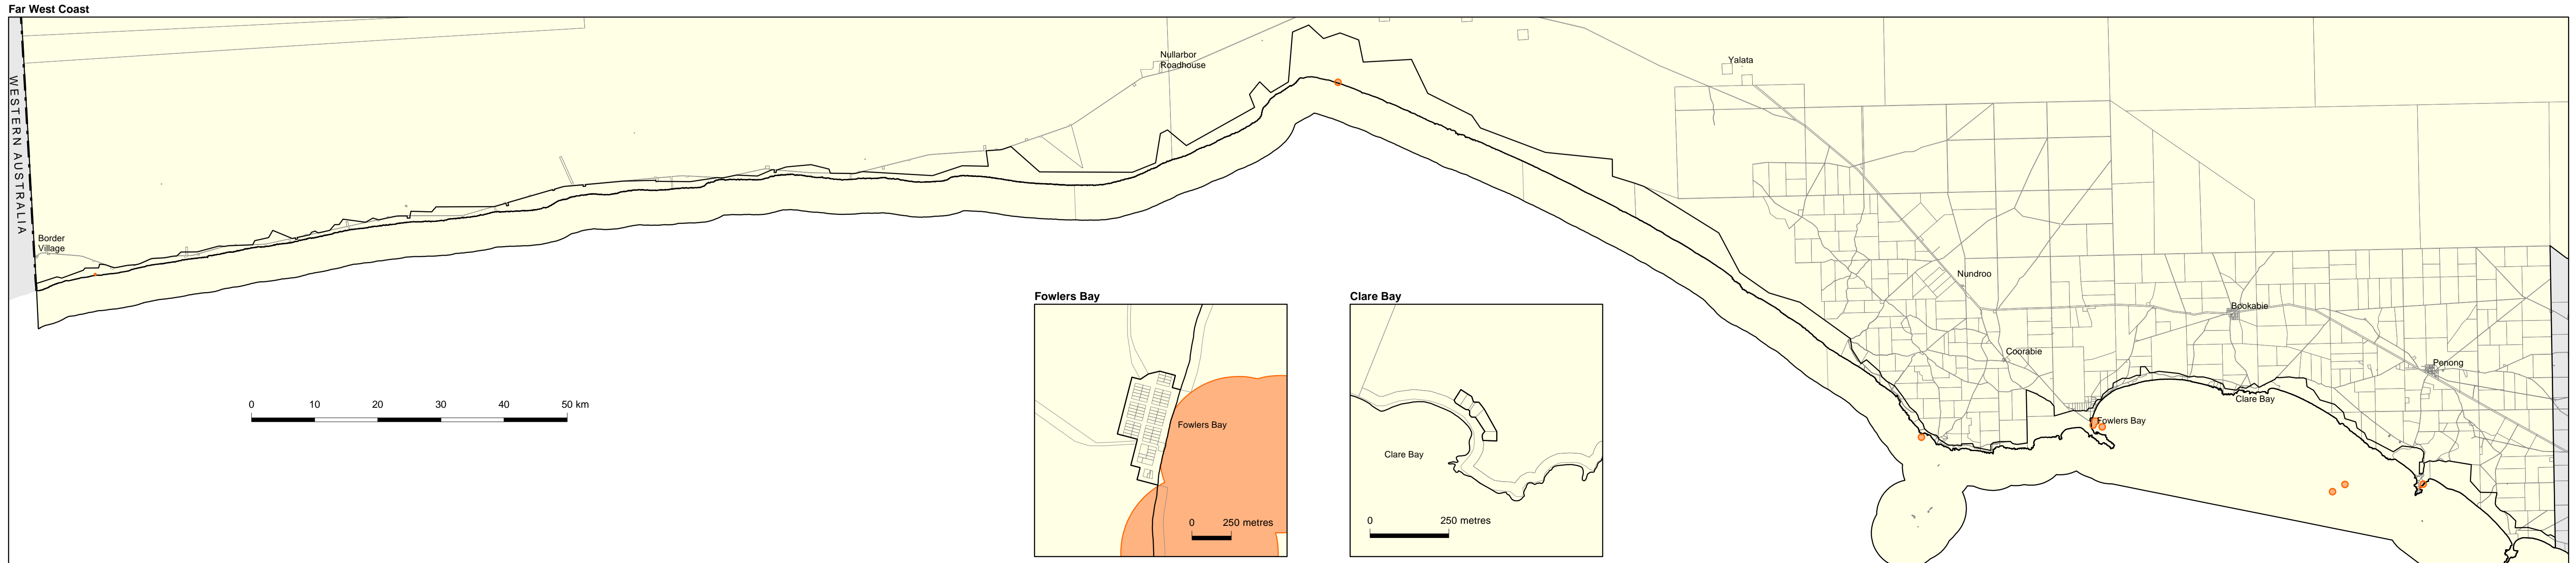 Far West Coast
WESTERN AUSTRALIA
Nullarbor
Roadhouse
Yalata
Border
Village
Nundroo
Bookabie
Coorabie
Penong
Clare Bay
Fowlers Bay
0 10 20 30 40 50 km
Fowlers Bay
Fowlers Bay
0 250 metres
Clare Bay
Clare Bay
0 250 metres